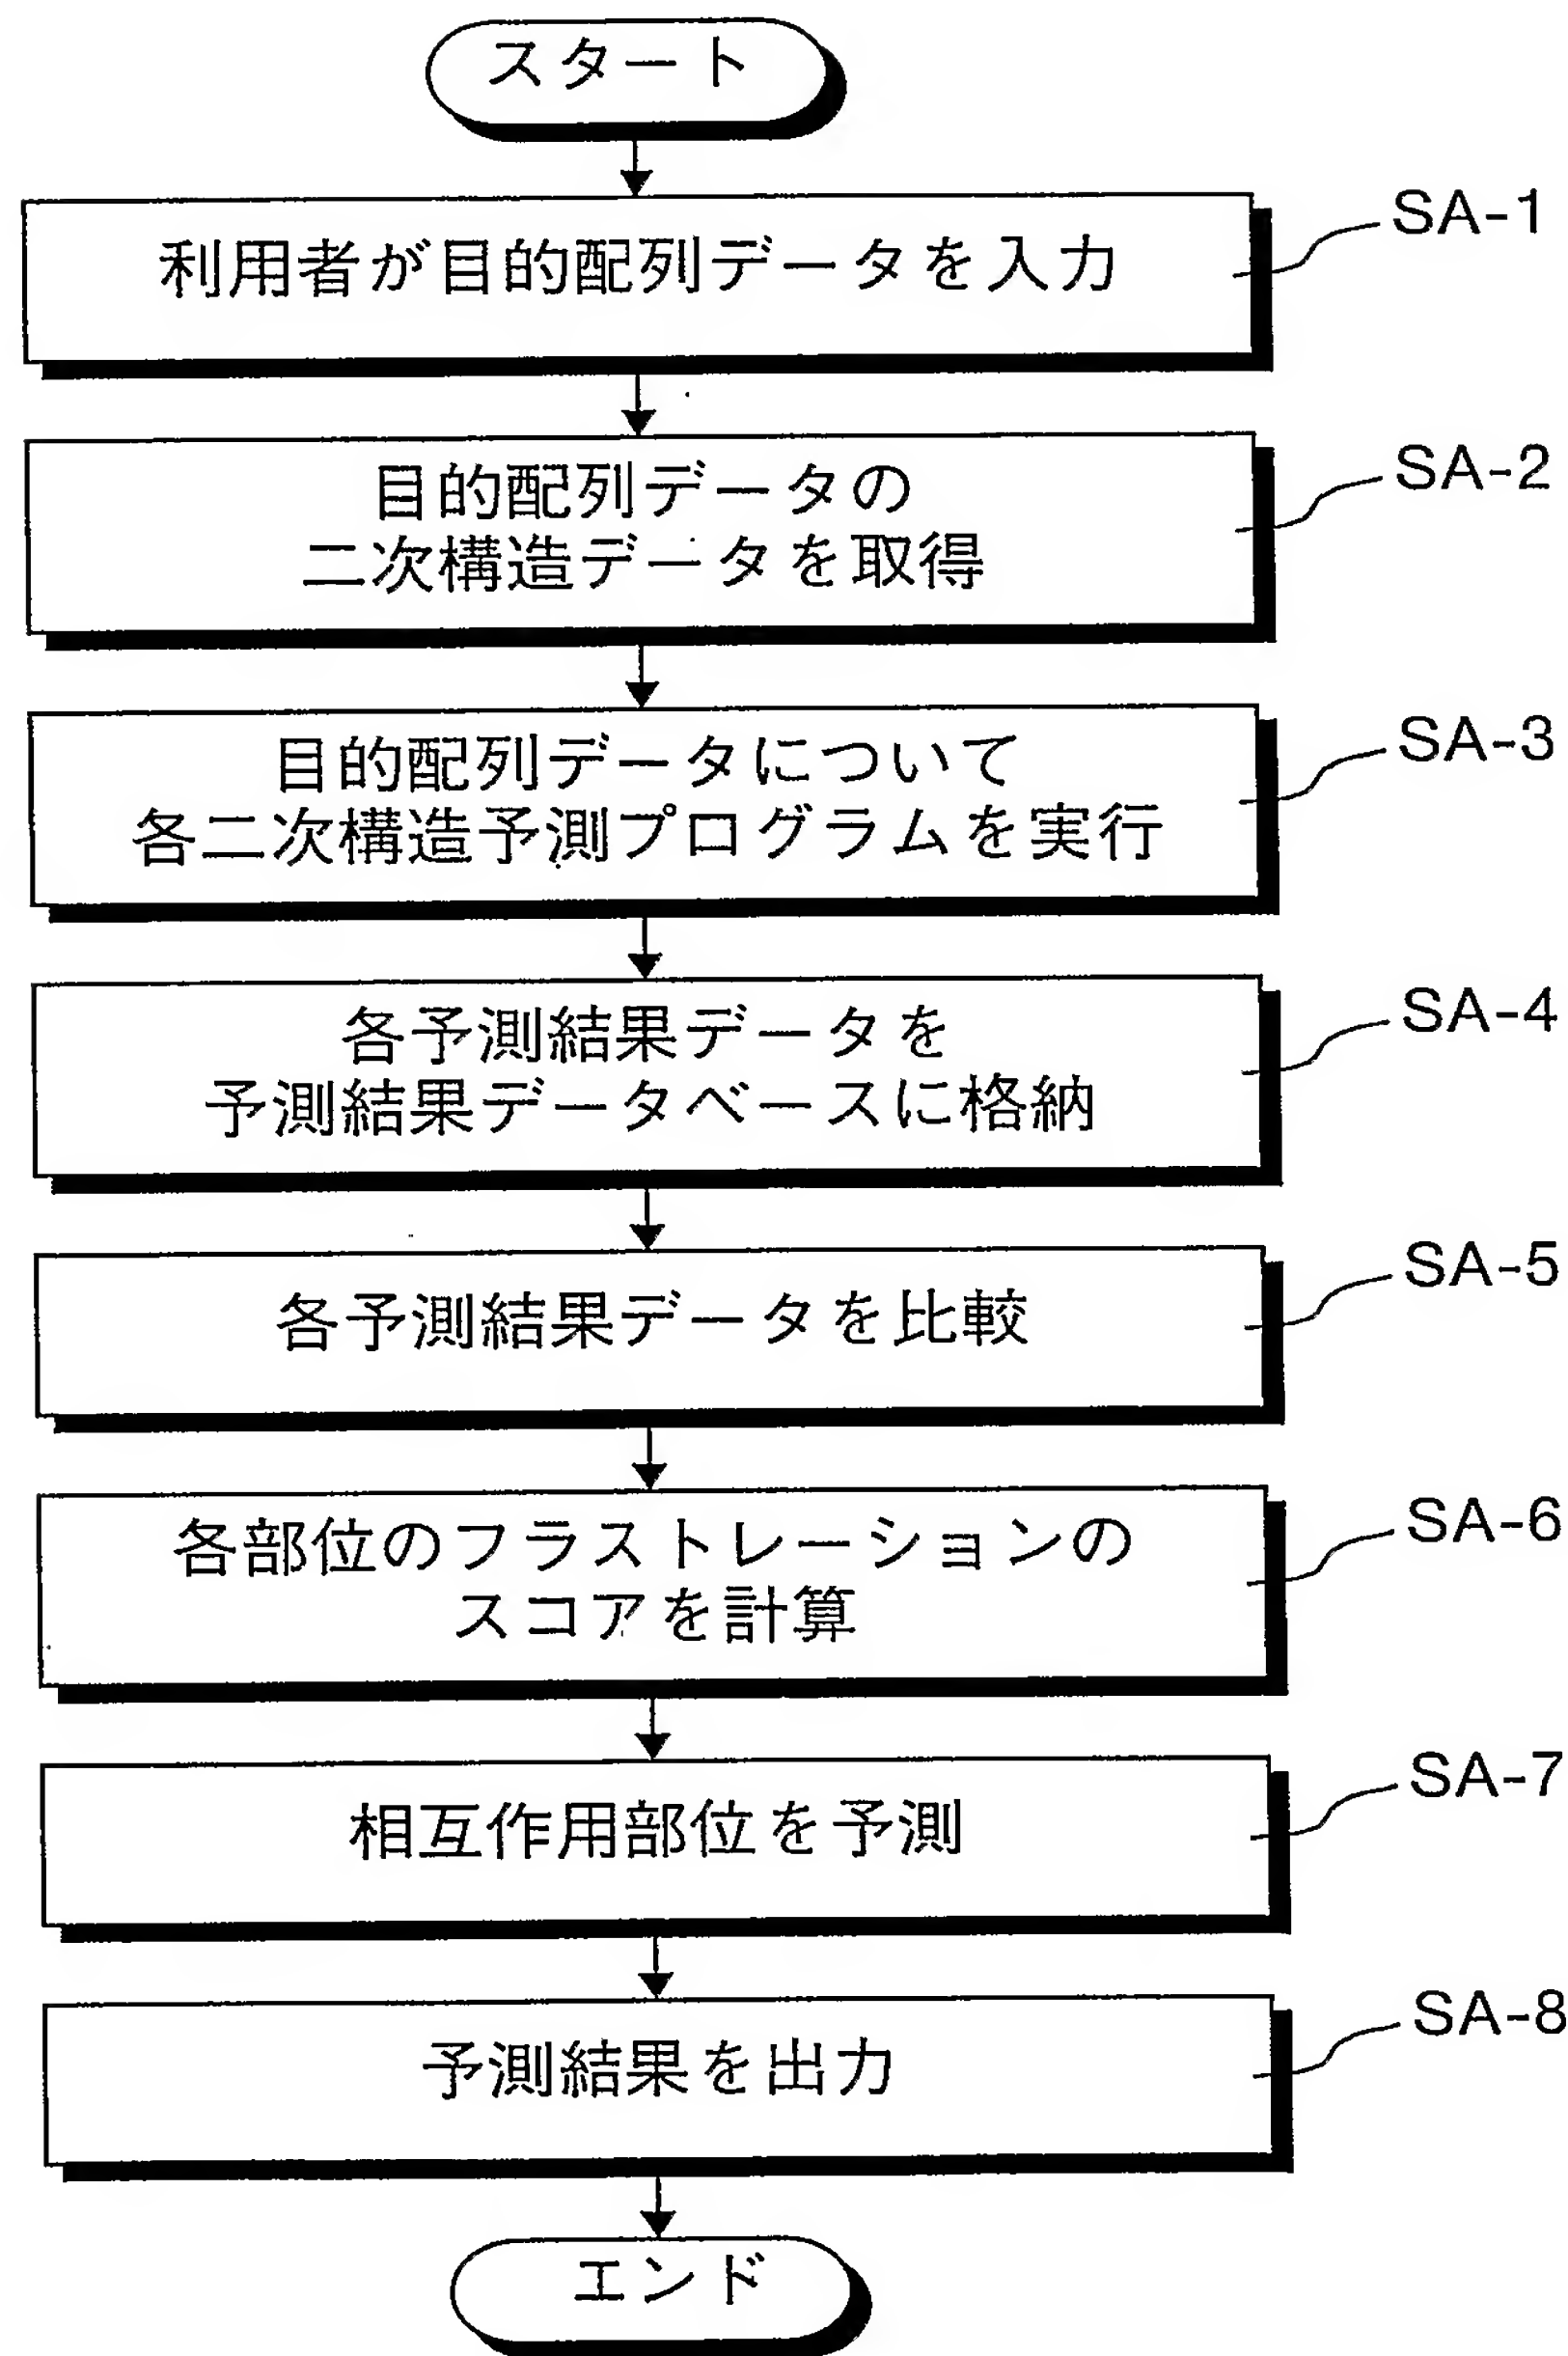 スタート
利用者が目的配列データを入力
SA-1
目的配列データの
二次構造データを取得
SA-2
目的配列データについて
各二次構造予測プログラムを実行
SA-3
各予測結果データを
予測結果データベースに格納
SA-4
各予測結果データを比較
SA-5
各部位のフラストレーションの
スコアを計算
SA-6
相互作用部位を予測
SA-7
予測結果を出力
SA-8
エンド